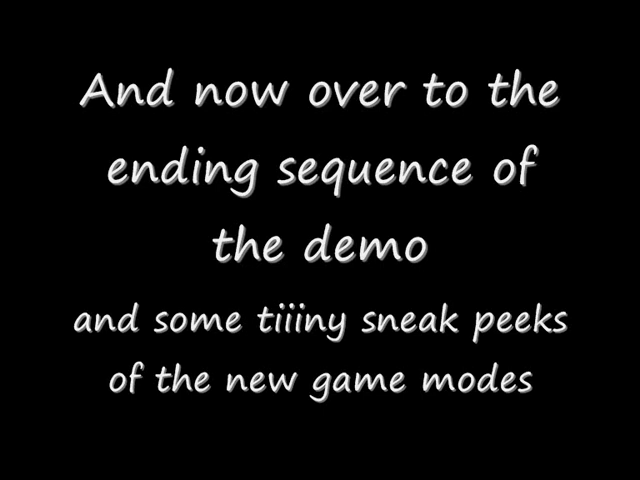 And now over to the
ending sequence of
the demo
and some tiiiny sneak peeks
of the new game modes